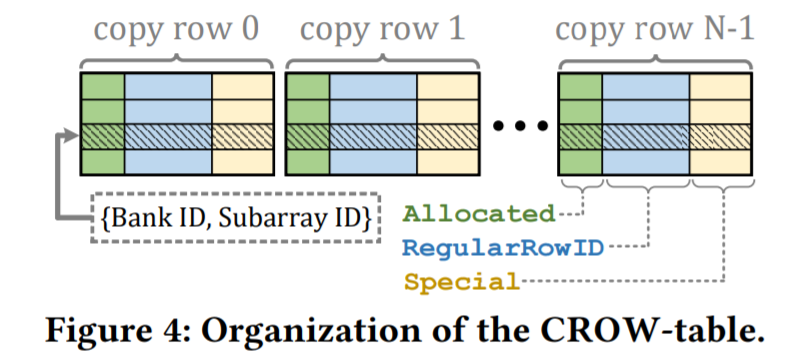 copy row 0 copy row 1 copy row N-1
{Bank ID, Subarray ID}
Allocated
RegularRowID
Special
Figure 4: Organization of the CROW-table.